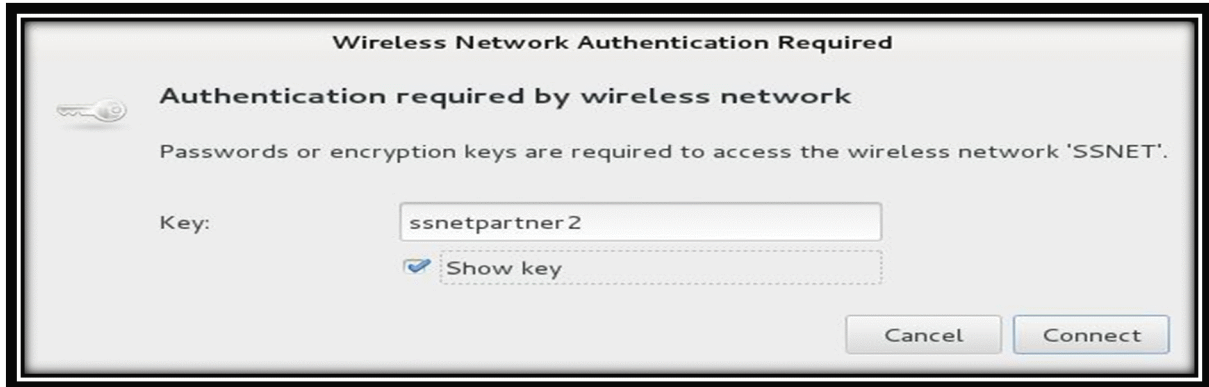 Wireless Network Authentication Required
Authentication required by wireless network
Passwords or encryption keys are required to access the wireless network 'SSNET'.
Key: ssnetpartner2
Show key
Cancel Connect